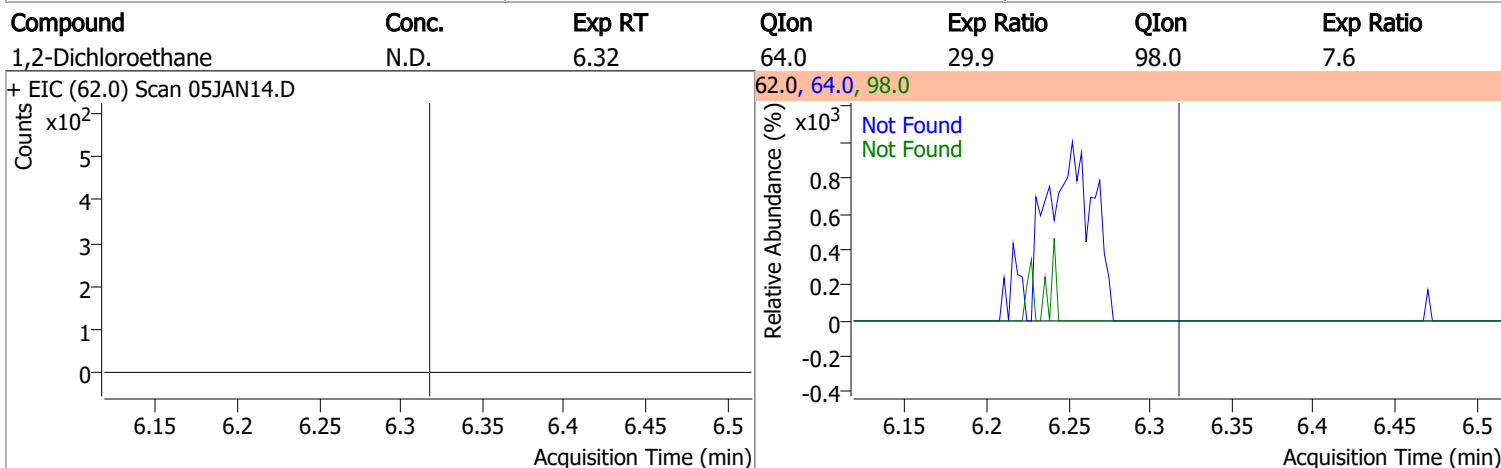 Compound Conc. Exp RT QIon Exp Ratio QIon Exp Ratio
1,2-Dichloroethane N.D. 6.32 64.0 29.9 98.0 7.6
+ EIC (62.0) Scan 05JAN14.D
Counts
x10²
5
4
3
2
1
0
6.15 6.2 6.25 6.3 6.35 6.4 6.45 6.5
Acquisition Time (min)
62.0, 64.0, 98.0
Relative Abundance (%)
x10³
Not Found
Not Found
0.8
0.6
0.4
0.2
0
-0.2
-0.4
6.15 6.2 6.25 6.3 6.35 6.4 6.45 6.5
Acquisition Time (min)